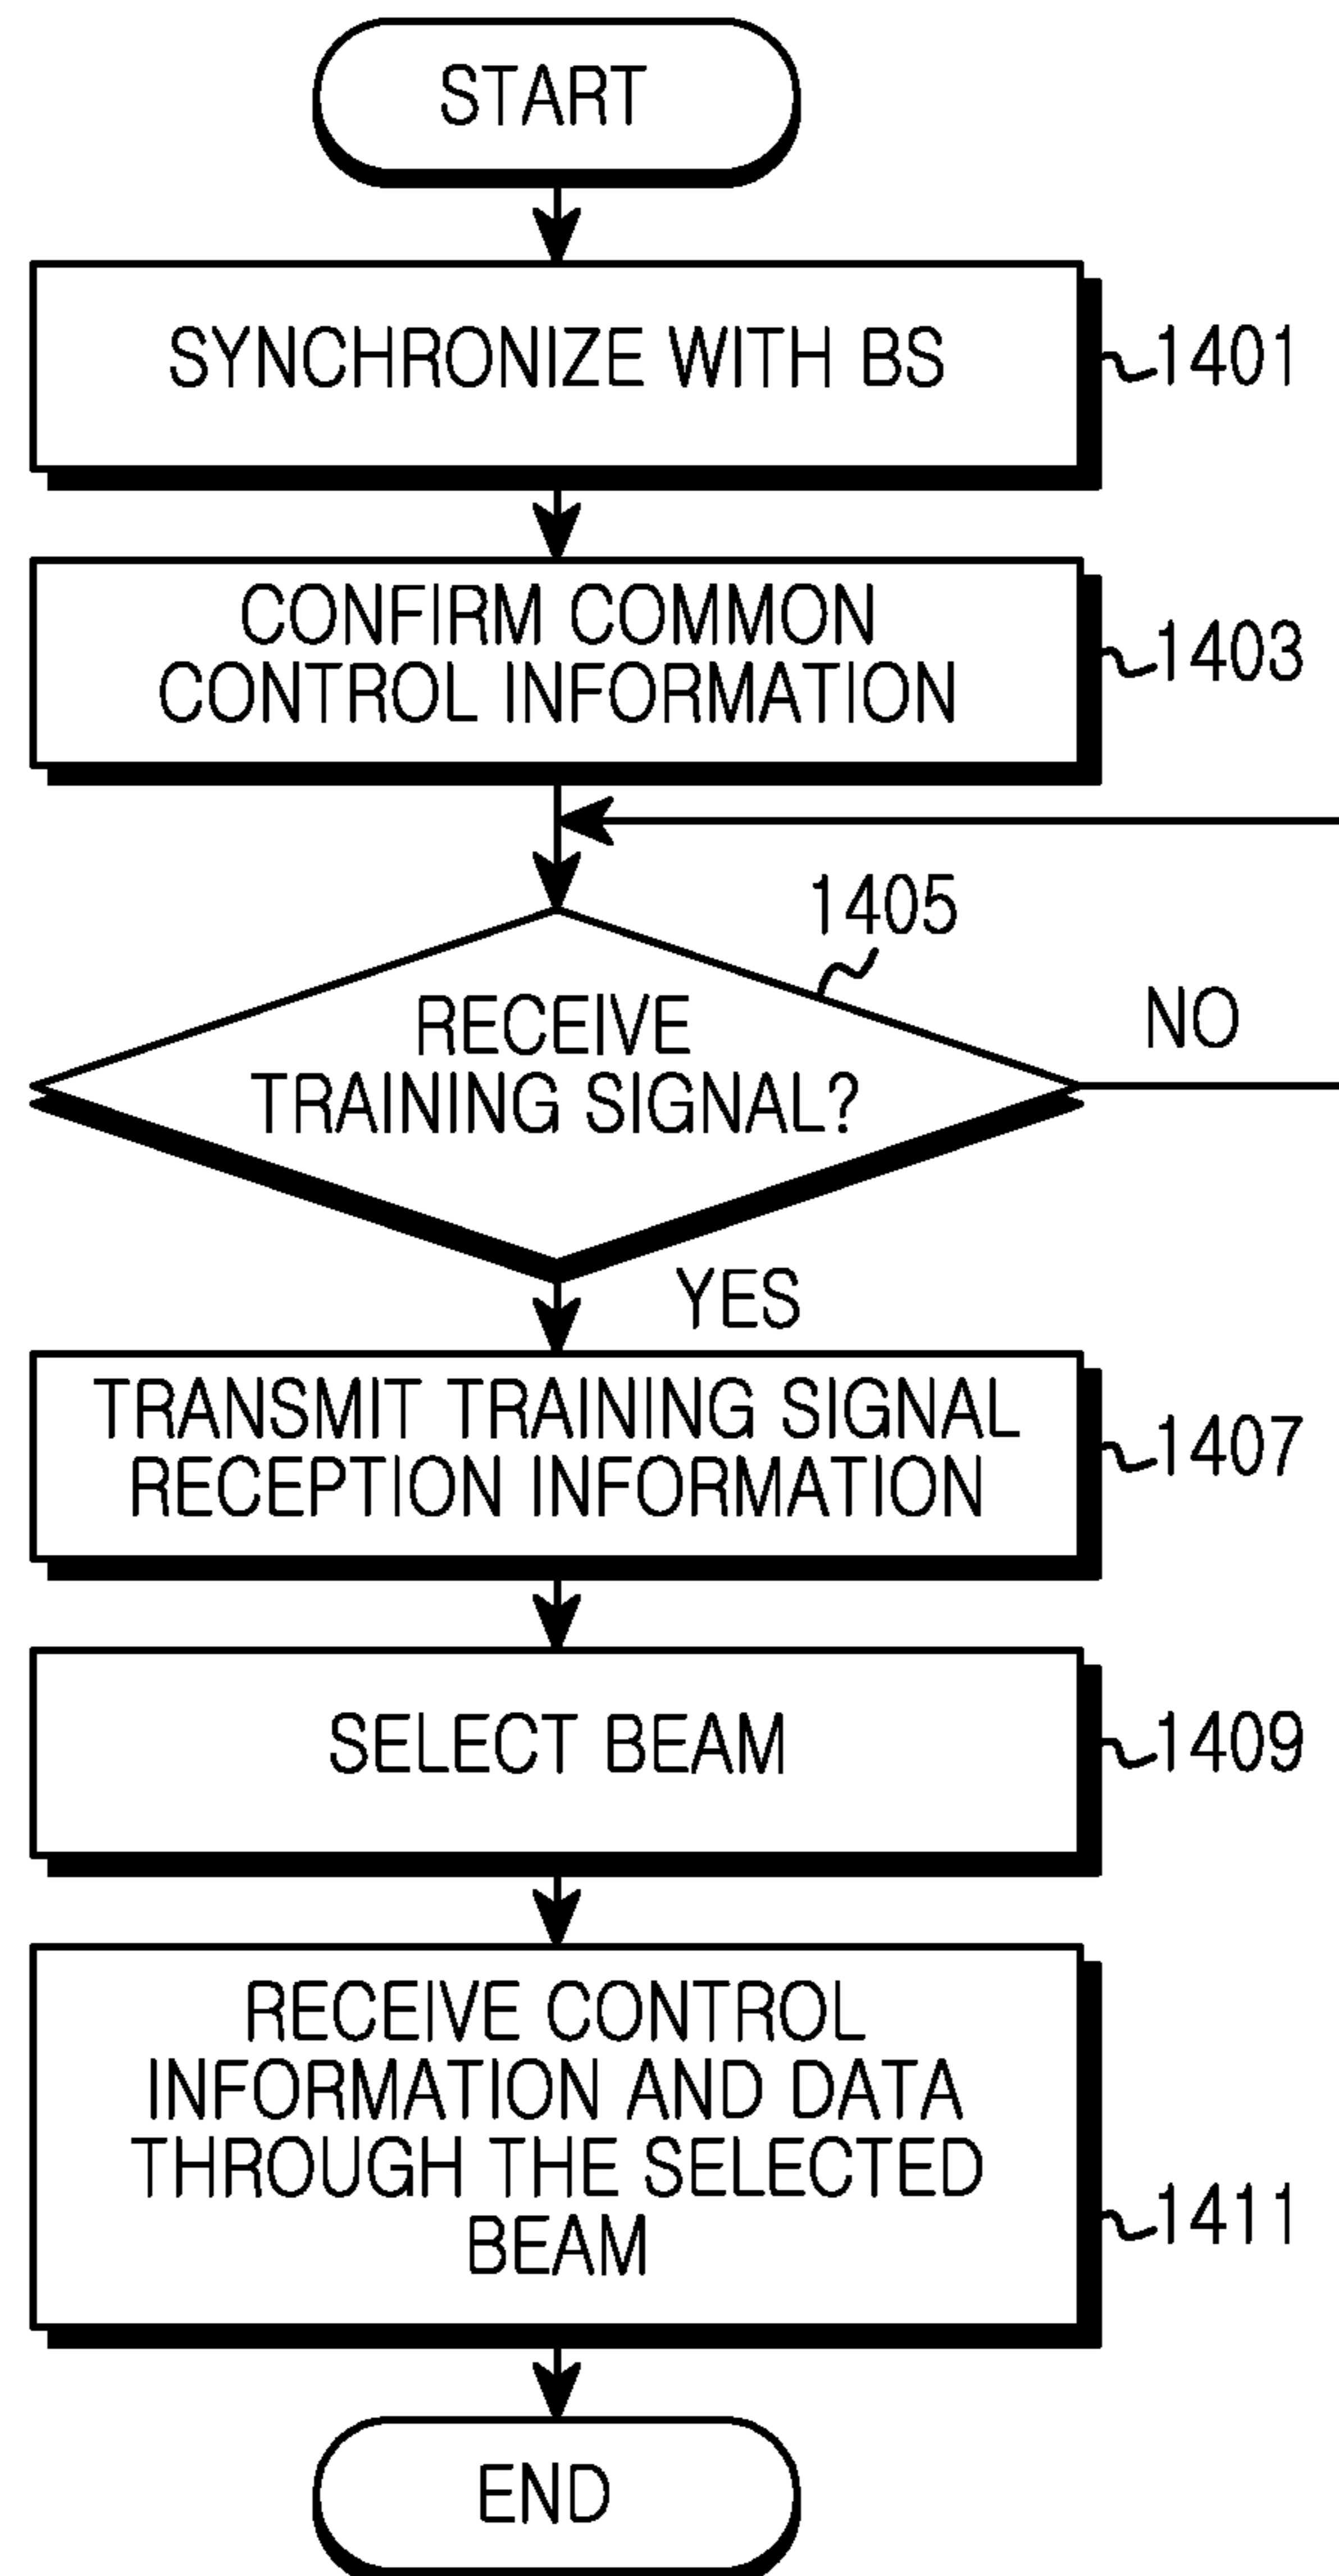 START
SYNCHRONIZE WITH BS
1401
CONFIRM COMMON
CONTROL INFORMATION
1403
1405
RECEIVE
TRAINING SIGNAL?
NO
YES
TRANSMIT TRAINING SIGNAL
RECEPTION INFORMATION
1407
SELECT BEAM
1409
RECEIVE CONTROL
INFORMATION AND DATA
THROUGH THE SELECTED
BEAM
1411
END